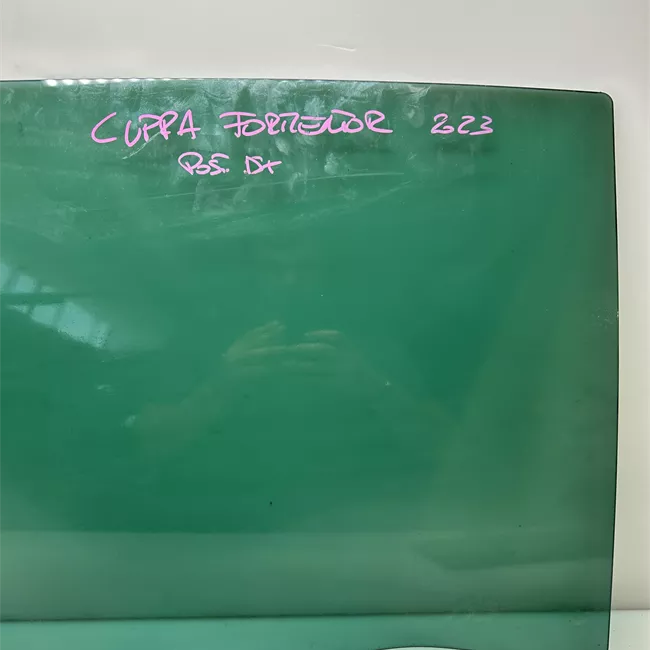 CUPRA FORMENTOR 2023
POS. DX